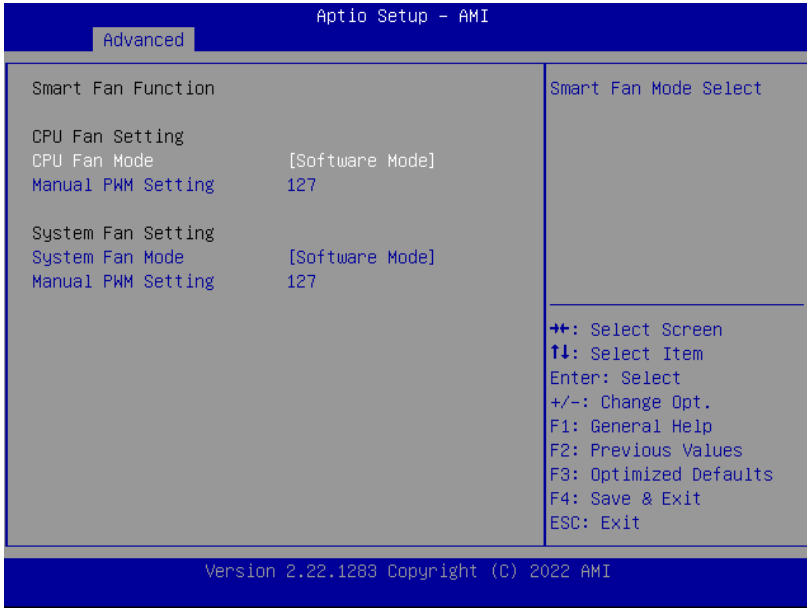 Aptio Setup – AMI
Advanced
Smart Fan Function
CPU Fan Setting
CPU Fan Mode [Software Mode]
Manual PWM Setting 127
System Fan Setting
System Fan Mode [Software Mode]
Manual PWM Setting 127
Smart Fan Mode Select
→←: Select Screen
↑↓: Select Item
Enter: Select
+/-: Change Opt.
F1: General Help
F2: Previous Values
F3: Optimized Defaults
F4: Save & Exit
ESC: Exit
Version 2.22.1283 Copyright (C) 2022 AMI